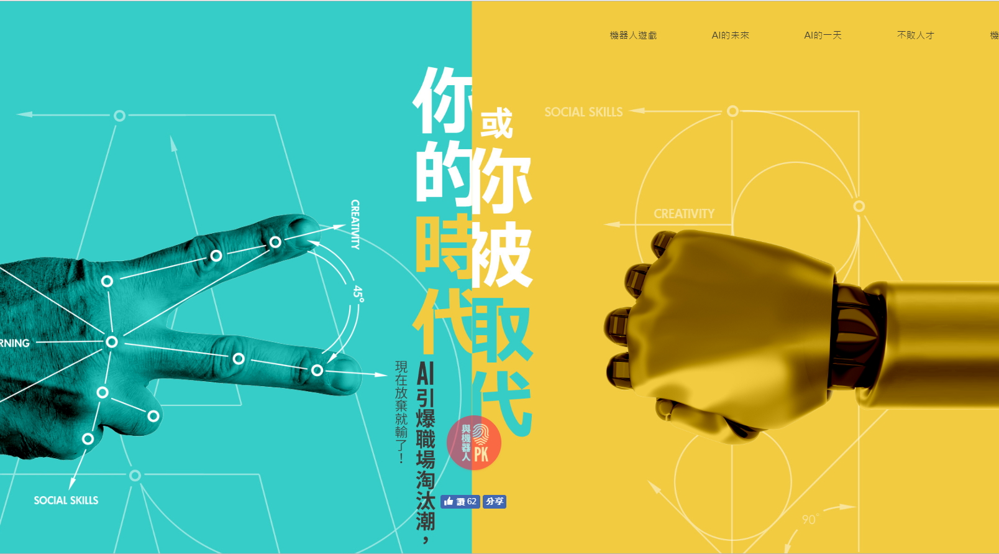 機器人遊戲
AI的未來
AI的一天
不敗人才
機
你的時代
或你被取代
AI引爆職場淘汰潮，
現在放棄就輸了！
與機器人
PK
讚 62
分享
CREATIVITY
45°
RNING
SOCIAL SKILLS
SOCIAL SKILLS
CREATIVITY
90°